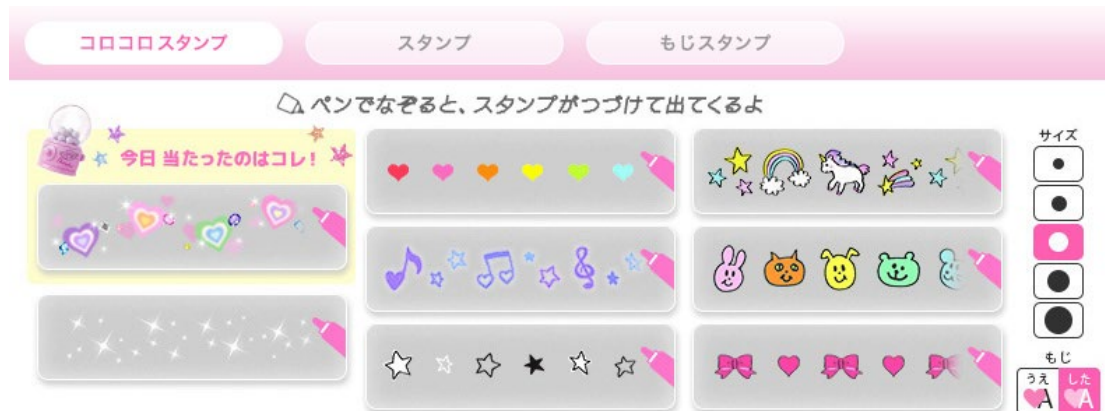 コロコロスタンプ
スタンプ
もじスタンプ
ペンでなぞると、スタンプがつづけて出てくるよ
今日 当たったのはコレ！
サイズ
もじ
うえ
した
A
A